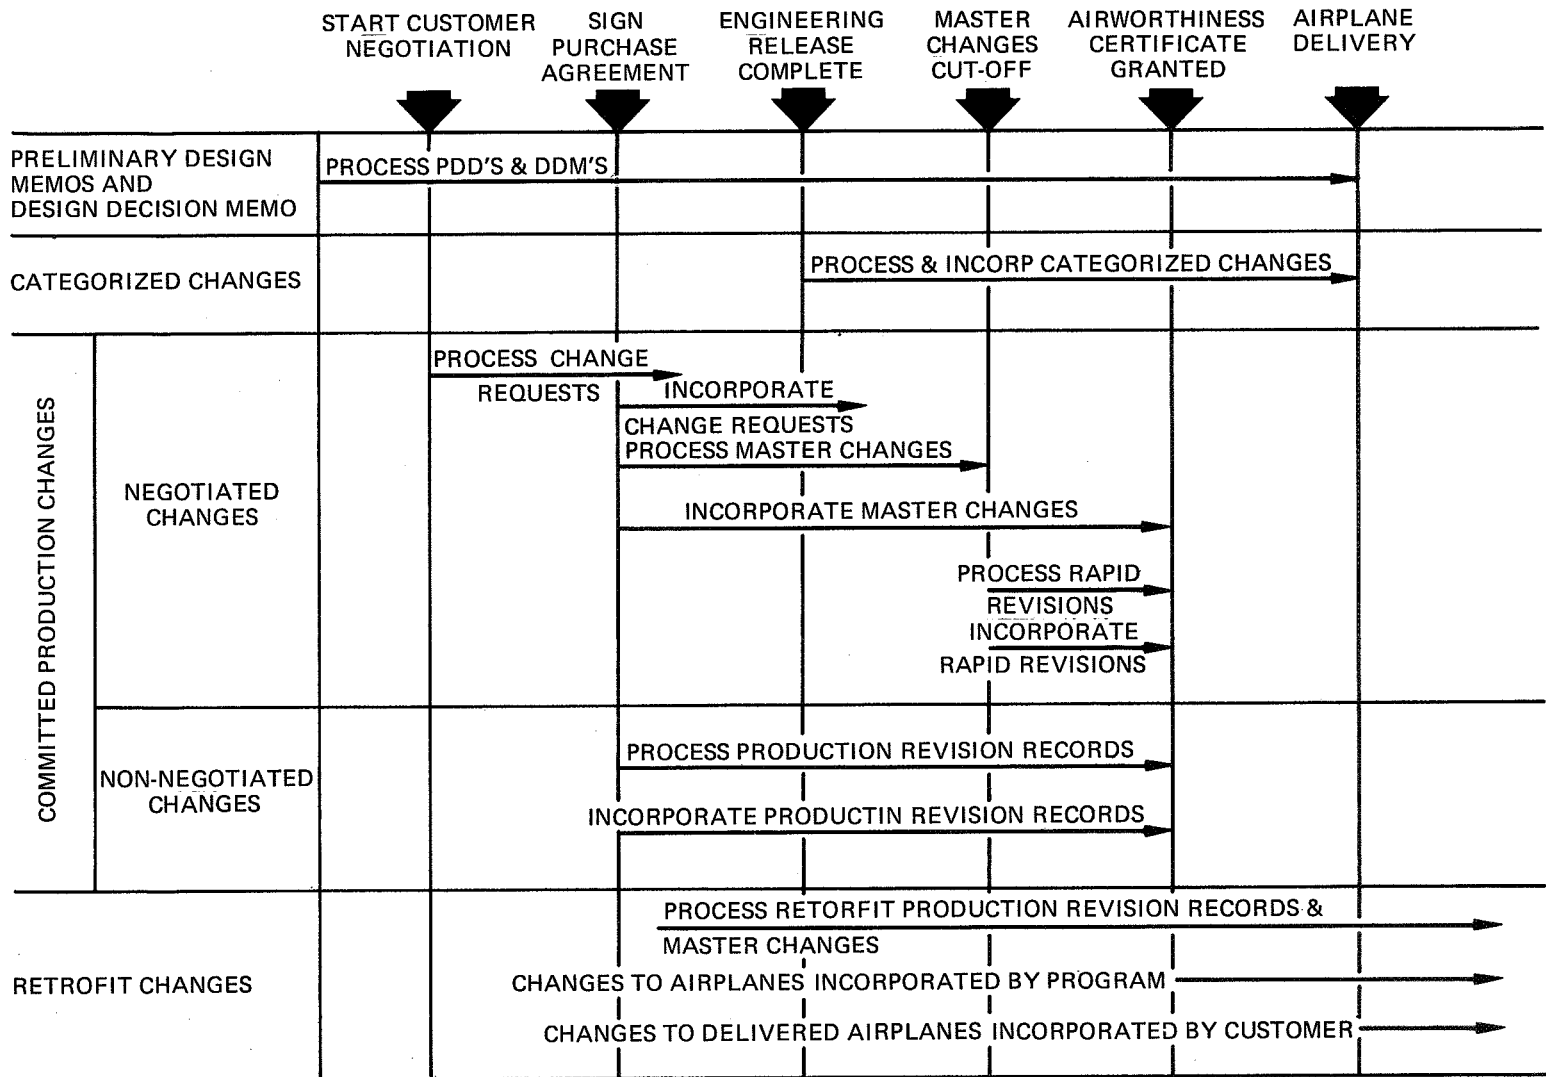 START CUSTOMER
NEGOTIATION
SIGN
PURCHASE
AGREEMENT
ENGINEERING
RELEASE
COMPLETE
MASTER
CHANGES
CUT-OFF
AIRWORTHINESS
CERTIFICATE
GRANTED
AIRPLANE
DELIVERY
PRELIMINARY DESIGN
MEMOS AND
DESIGN DECISION MEMO
PROCESS PDD'S & DDM'S
CATEGORIZED CHANGES
PROCESS & INCORP CATEGORIZED CHANGES
COMMITTED PRODUCTION CHANGES
NEGOTIATED
CHANGES
PROCESS CHANGE
REQUESTS
INCORPORATE
CHANGE REQUESTS
PROCESS MASTER CHANGES
INCORPORATE MASTER CHANGES
PROCESS RAPID
REVISIONS
INCORPORATE
RAPID REVISIONS
NON-NEGOTIATED
CHANGES
PROCESS PRODUCTION REVISION RECORDS
INCORPORATE PRODUCTIN REVISION RECORDS
RETROFIT CHANGES
PROCESS RETORFIT PRODUCTION REVISION RECORDS &
MASTER CHANGES
CHANGES TO AIRPLANES INCORPORATED BY PROGRAM
CHANGES TO DELIVERED AIRPLANES INCORPORATED BY CUSTOMER